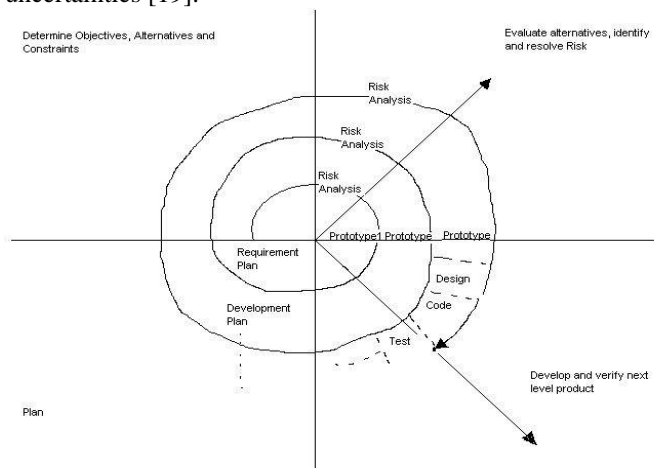 uncertainties [19].
Determine Objectives, Alternatives and
Constraints
Evaluate alternatives, identify
and resolve Risk
Risk
Analysis
Risk
Analysis
Risk
Analysis
Prototype1 Prototype Prototype
Requirement
Plan
Design
Code
Development
Plan
Test
Develop and verify next
level product
Plan